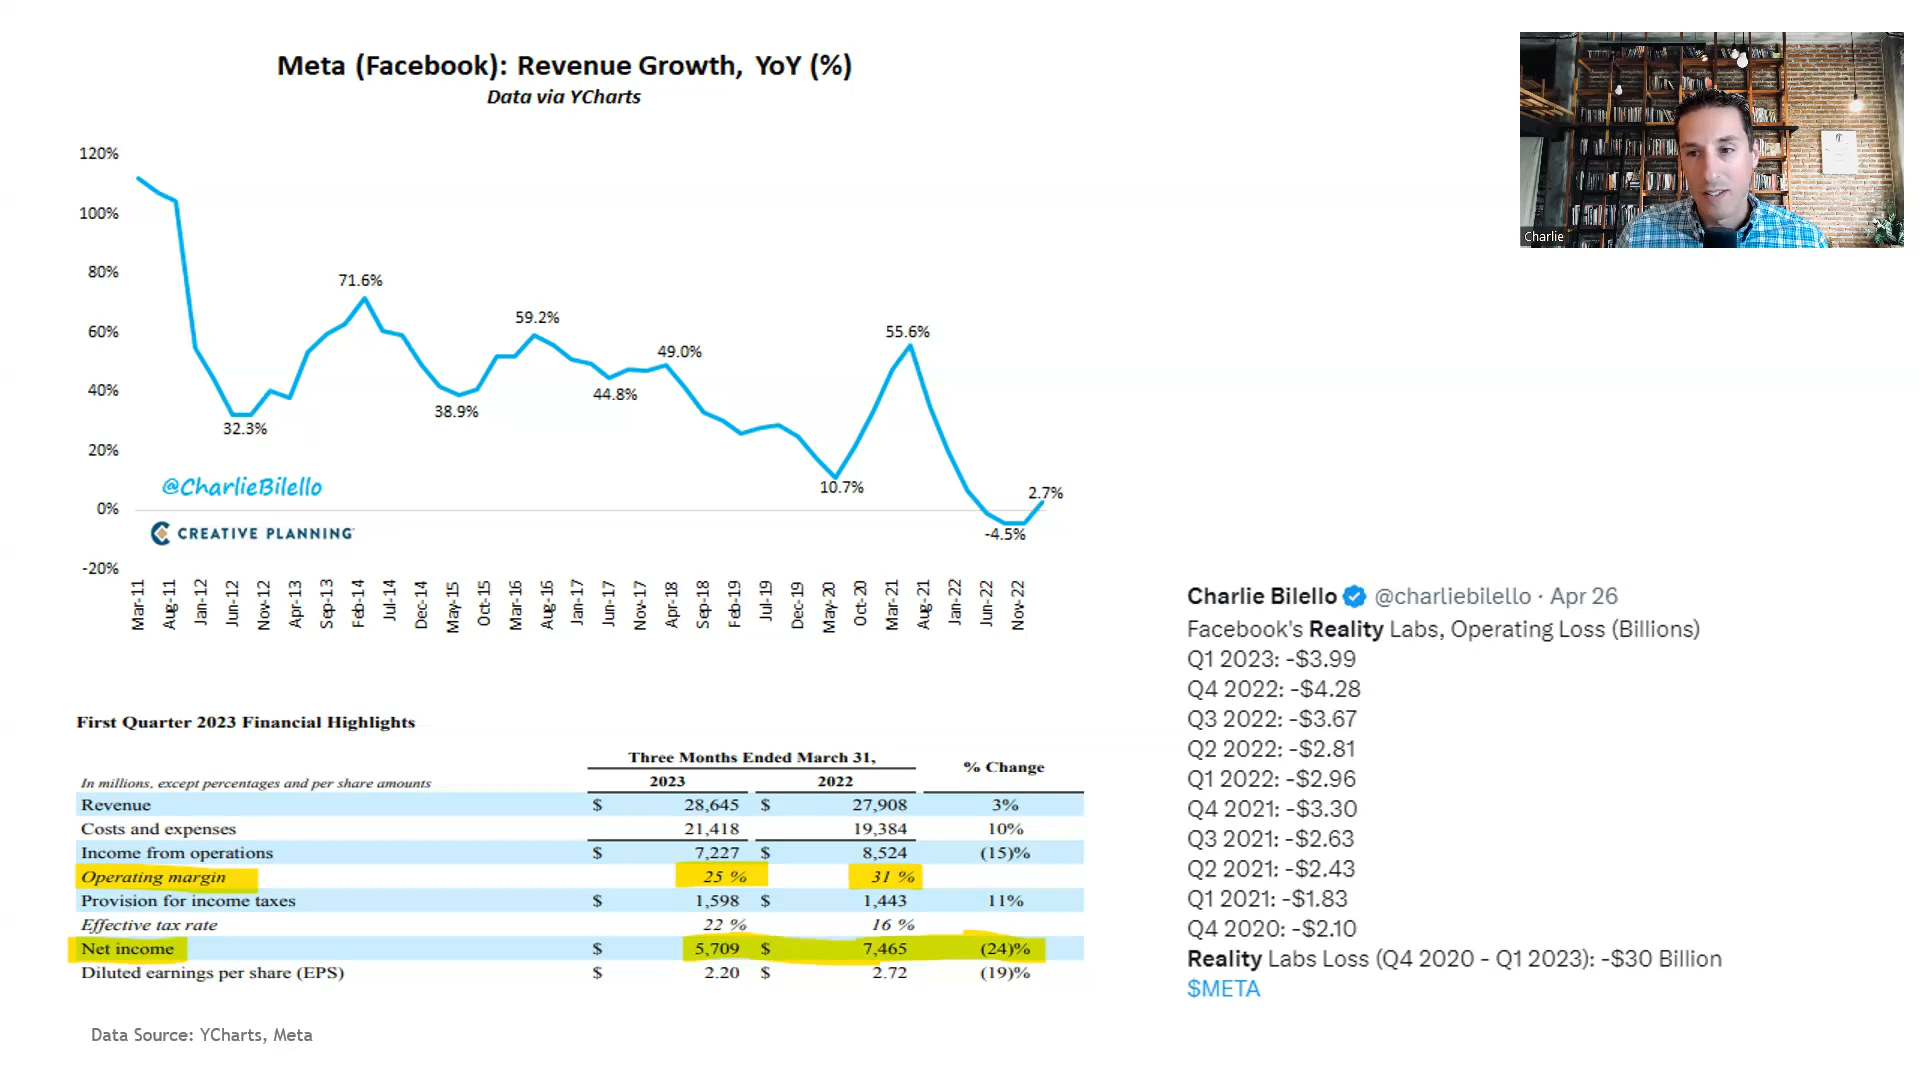 Meta (Facebook): Revenue Growth, YoY (%)
Data via YCharts
120%
100%
80%
60%
40%
20%
0%
-20%
71.6%
59.2%
55.6%
49.0%
44.8%
38.9%
32.3%
10.7%
2.7%
-4.5%
@CharlieBilello
CREATIVE PLANNING
Mar-11 Aug-11 Jan-12 Jun-12 Nov-12 Apr-13 Sep-13 Feb-14 Jul-14 Dec-14 May-15 Oct-15 Mar-16 Aug-16 Jan-17 Jun-17 Nov-17 Apr-18 Sep-18 Feb-19 Jul-19 Dec-19 May-20 Oct-20 Mar-21 Aug-21 Jan-22 Jun-22 Nov-22
Charlie
First Quarter 2023 Financial Highlights
Three Months Ended March 31,
% Change
In millions, except percentages and per share amounts 2023 2022
Revenue $ 28,645 $ 27,908 3%
Costs and expenses 21,418 19,384 10%
Income from operations $ 7,227 $ 8,524 (15)%
Operating margin 25 % 31 %
Provision for income taxes $ 1,598 $ 1,443 11%
Effective tax rate 22 % 16 %
Net income $ 5,709 $ 7,465 (24)%
Diluted earnings per share (EPS) $ 2.20 $ 2.72 (19)%
Data Source: YCharts, Meta
Charlie Bilello @charliebilello · Apr 26
Facebook's Reality Labs, Operating Loss (Billions)
Q1 2023: -$3.99
Q4 2022: -$4.28
Q3 2022: -$3.67
Q2 2022: -$2.81
Q1 2022: -$2.96
Q4 2021: -$3.30
Q3 2021: -$2.63
Q2 2021: -$2.43
Q1 2021: -$1.83
Q4 2020: -$2.10
Reality Labs Loss (Q4 2020 - Q1 2023): -$30 Billion
$META